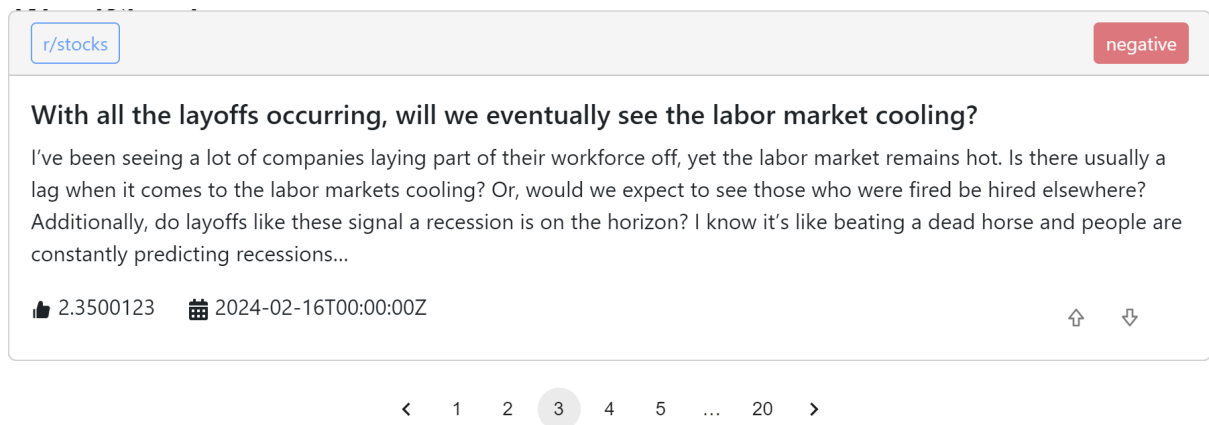 r/stocks
negative
With all the layoffs occurring, will we eventually see the labor market cooling?
I’ve been seeing a lot of companies laying part of their workforce off, yet the labor market remains hot. Is there usually a
lag when it comes to the labor markets cooling? Or, would we expect to see those who were fired be hired elsewhere?
Additionally, do layoffs like these signal a recession is on the horizon? I know it’s like beating a dead horse and people are
constantly predicting recessions...
2.3500123
2024-02-16T00:00:00Z
1 2 3 4 5 ... 20